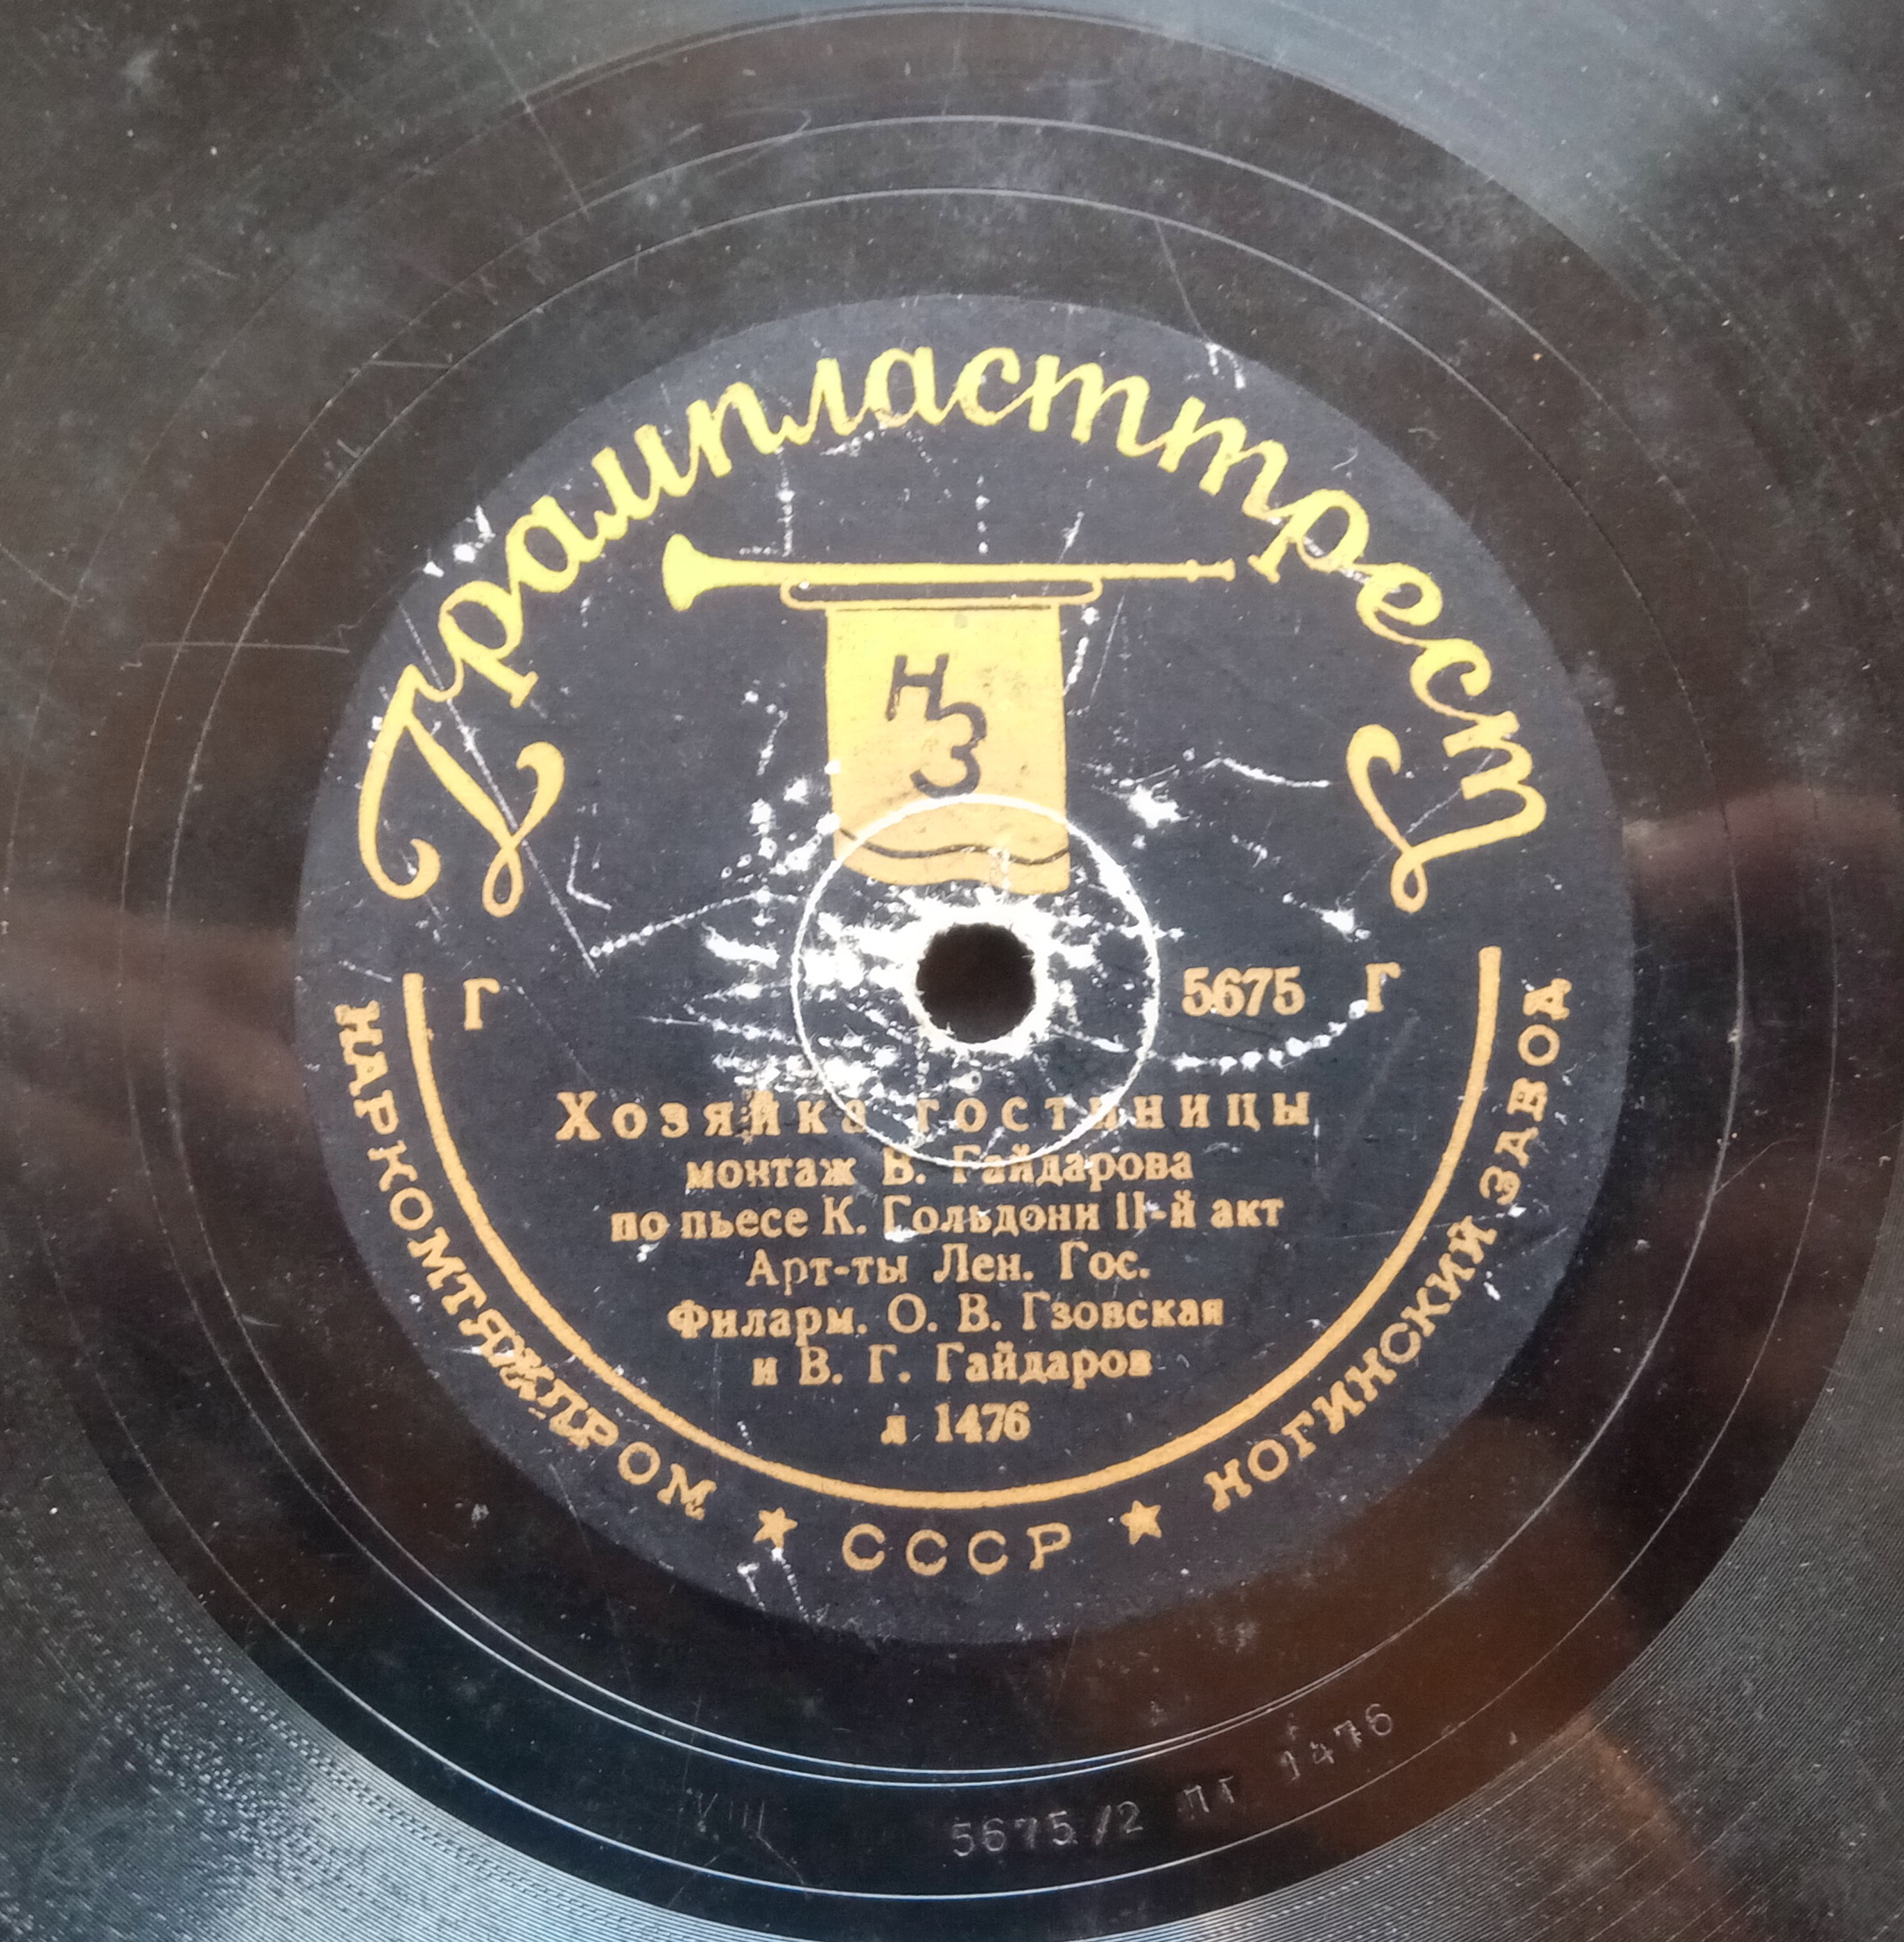 Грампласттрест
НЗ
Г 5675 Г
Хозяйка гостиницы
монтаж В. Гайдарова
по пьесе К. Гольдони II-й акт
Арт-ты Лен. Гос.
Филарм. О. В. Гзовская
и В. Г. Гайдаров
л 1476
НАРКОМТЯЖПРОМ ★ СССР ★ НОГИНСКИЙ ЗАВОД
VIII 5675/2 ПГ 1476